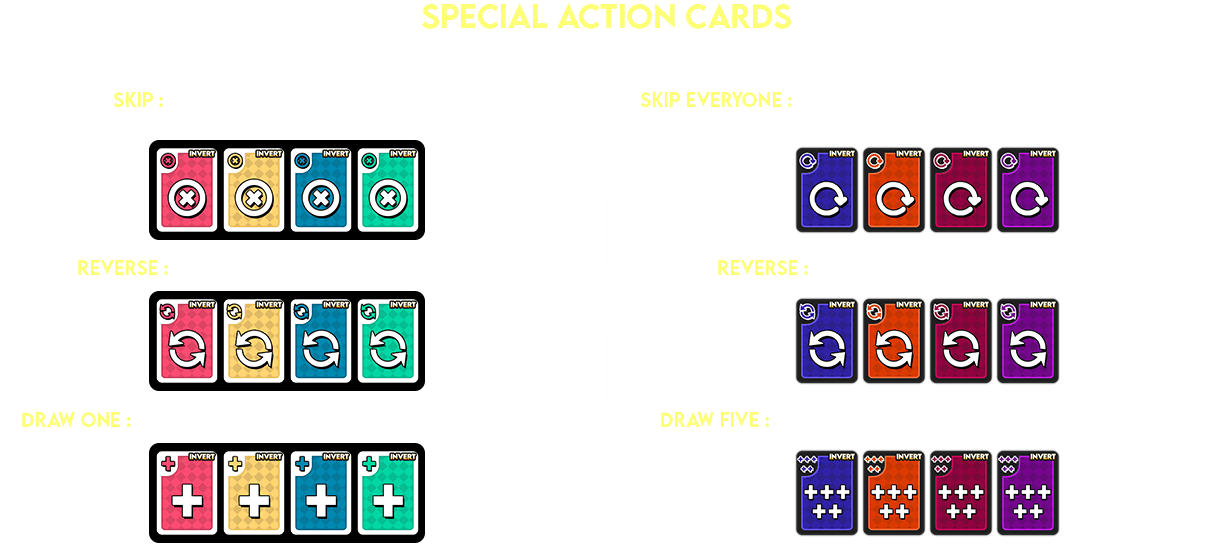 SPECIAL ACTION CARDS
SKIP :
SKIP EVERYONE :
INVERT INVERT INVERT INVERT
INVERT INVERT INVERT INVERT
REVERSE :
REVERSE :
INVERT INVERT INVERT INVERT
INVERT INVERT INVERT INVERT
DRAW ONE :
DRAW FIVE :
INVERT INVERT INVERT INVERT
INVERT INVERT INVERT INVERT